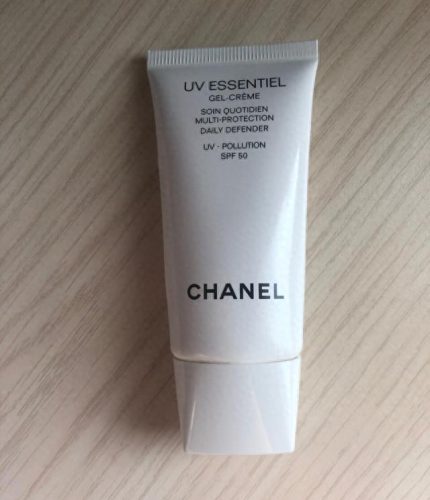 UV ESSENTIEL
GEL-CRÈME
SOIN QUOTIDIEN
MULTI-PROTECTION
DAILY DEFENDER
UV - POLLUTION
SPF 50
CHANEL